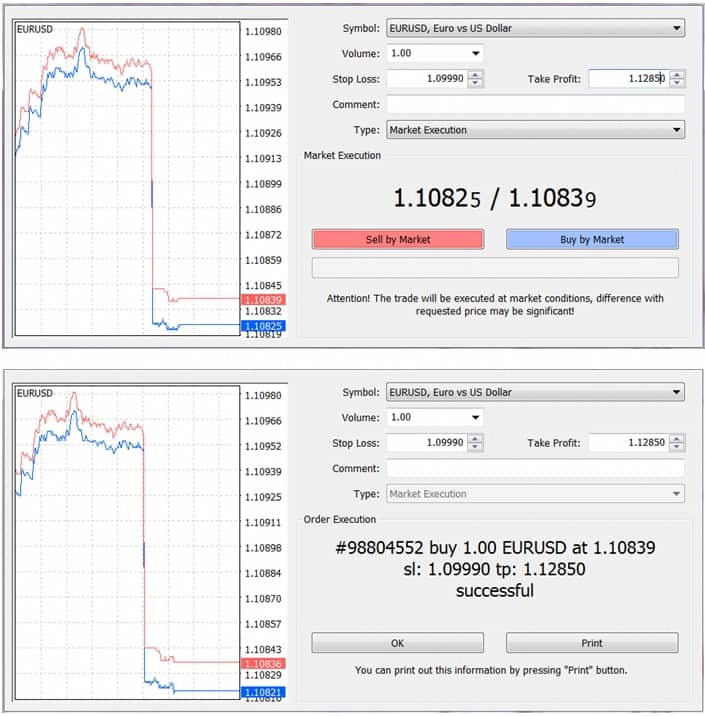 EURUSD
1.10980
1.10966
1.10953
1.10939
1.10926
1.10913
1.10899
1.10886
1.10872
1.10859
1.10845
1.10839
1.10832
1.10825
1.10819
Symbol: EURUSD, Euro vs US Dollar
Volume: 1.00
Stop Loss: 1.09990 Take Profit: 1.12850
Comment:
Type: Market Execution
Market Execution
1.10825 / 1.10839
Sell by Market Buy by Market
Attention! The trade will be executed at market conditions, difference with
requested price may be significant!
EURUSD
1.10980
1.10966
1.10952
1.10939
1.10925
1.10911
1.10898
1.10884
1.10870
1.10857
1.10843
1.10836
1.10829
1.10821
Symbol: EURUSD, Euro vs US Dollar
Volume: 1.00
Stop Loss: 1.09990 Take Profit: 1.12850
Comment:
Type: Market Execution
Order Execution
#98804552 buy 1.00 EURUSD at 1.10839
sl: 1.09990 tp: 1.12850
successful
OK Print
You can print out this information by pressing "Print" button.